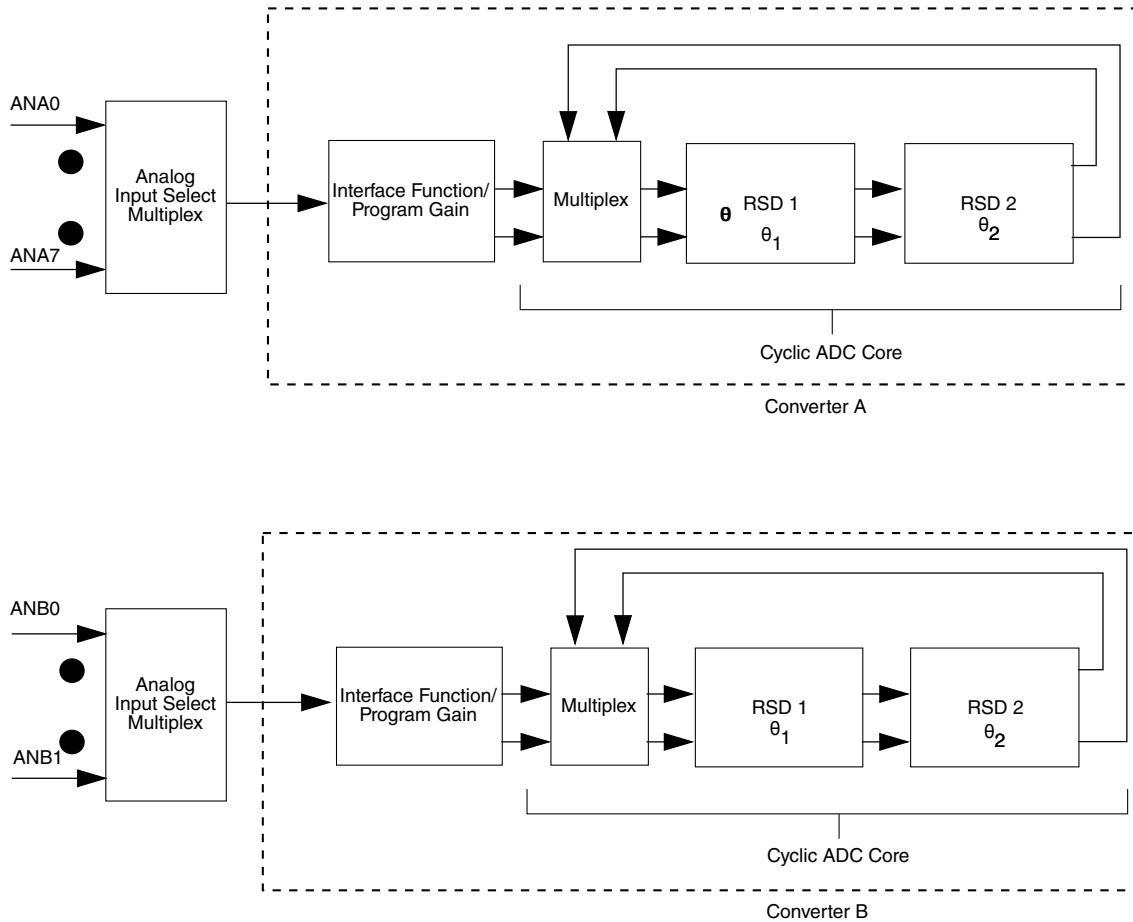 ANA0
ANA7
Analog
Input Select
Multiplex
Interface Function/
Program Gain
Multiplex
θ
RSD 1
θ1
RSD 2
θ2
Cyclic ADC Core
Converter A
ANB0
ANB1
Analog
Input Select
Multiplex
Interface Function/
Program Gain
Multiplex
RSD 1
θ1
RSD 2
θ2
Cyclic ADC Core
Converter B